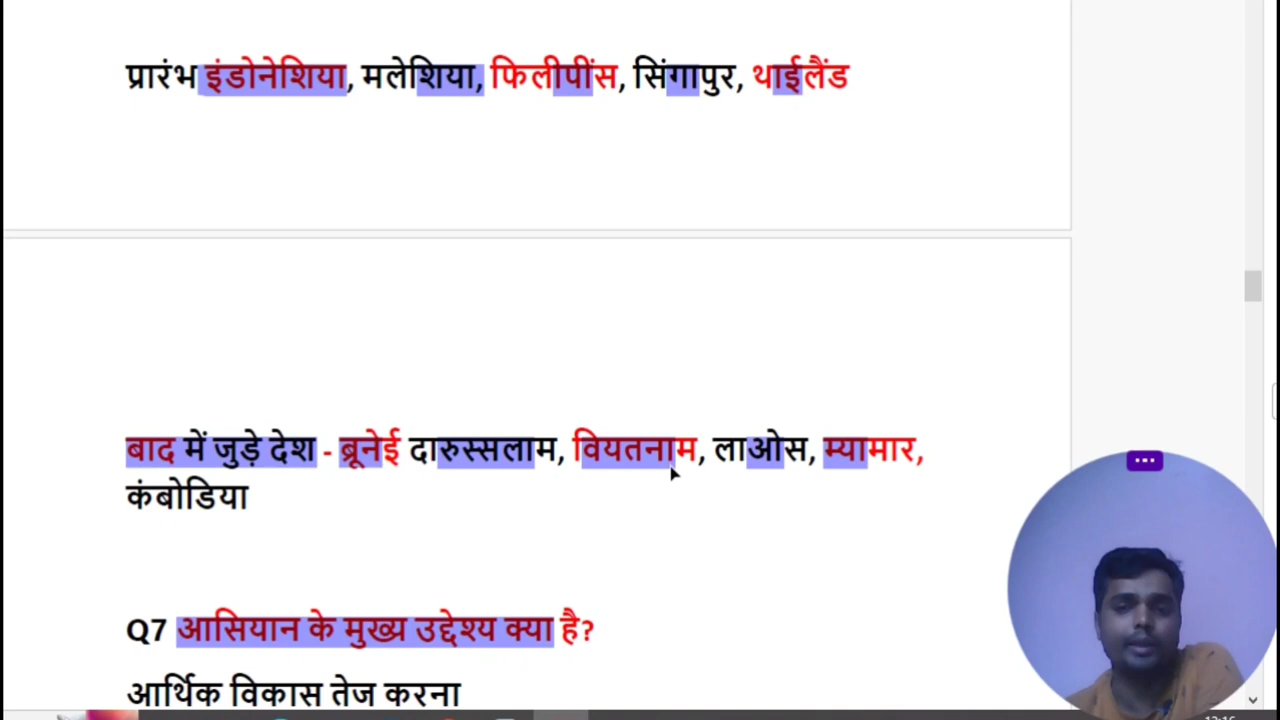 प्रारंभ इंडोनेशिया, मलेशिया, फिलीपींस, सिंगापुर, थाईलैंड
बाद में जुड़े देश - ब्रूनेई दारुस्सलाम, वियतनाम, लाओस, म्यामार,
कंबोडिया
Q7 आसियान के मुख्य उद्देश्य क्या है?
आर्थिक विकास तेज करना